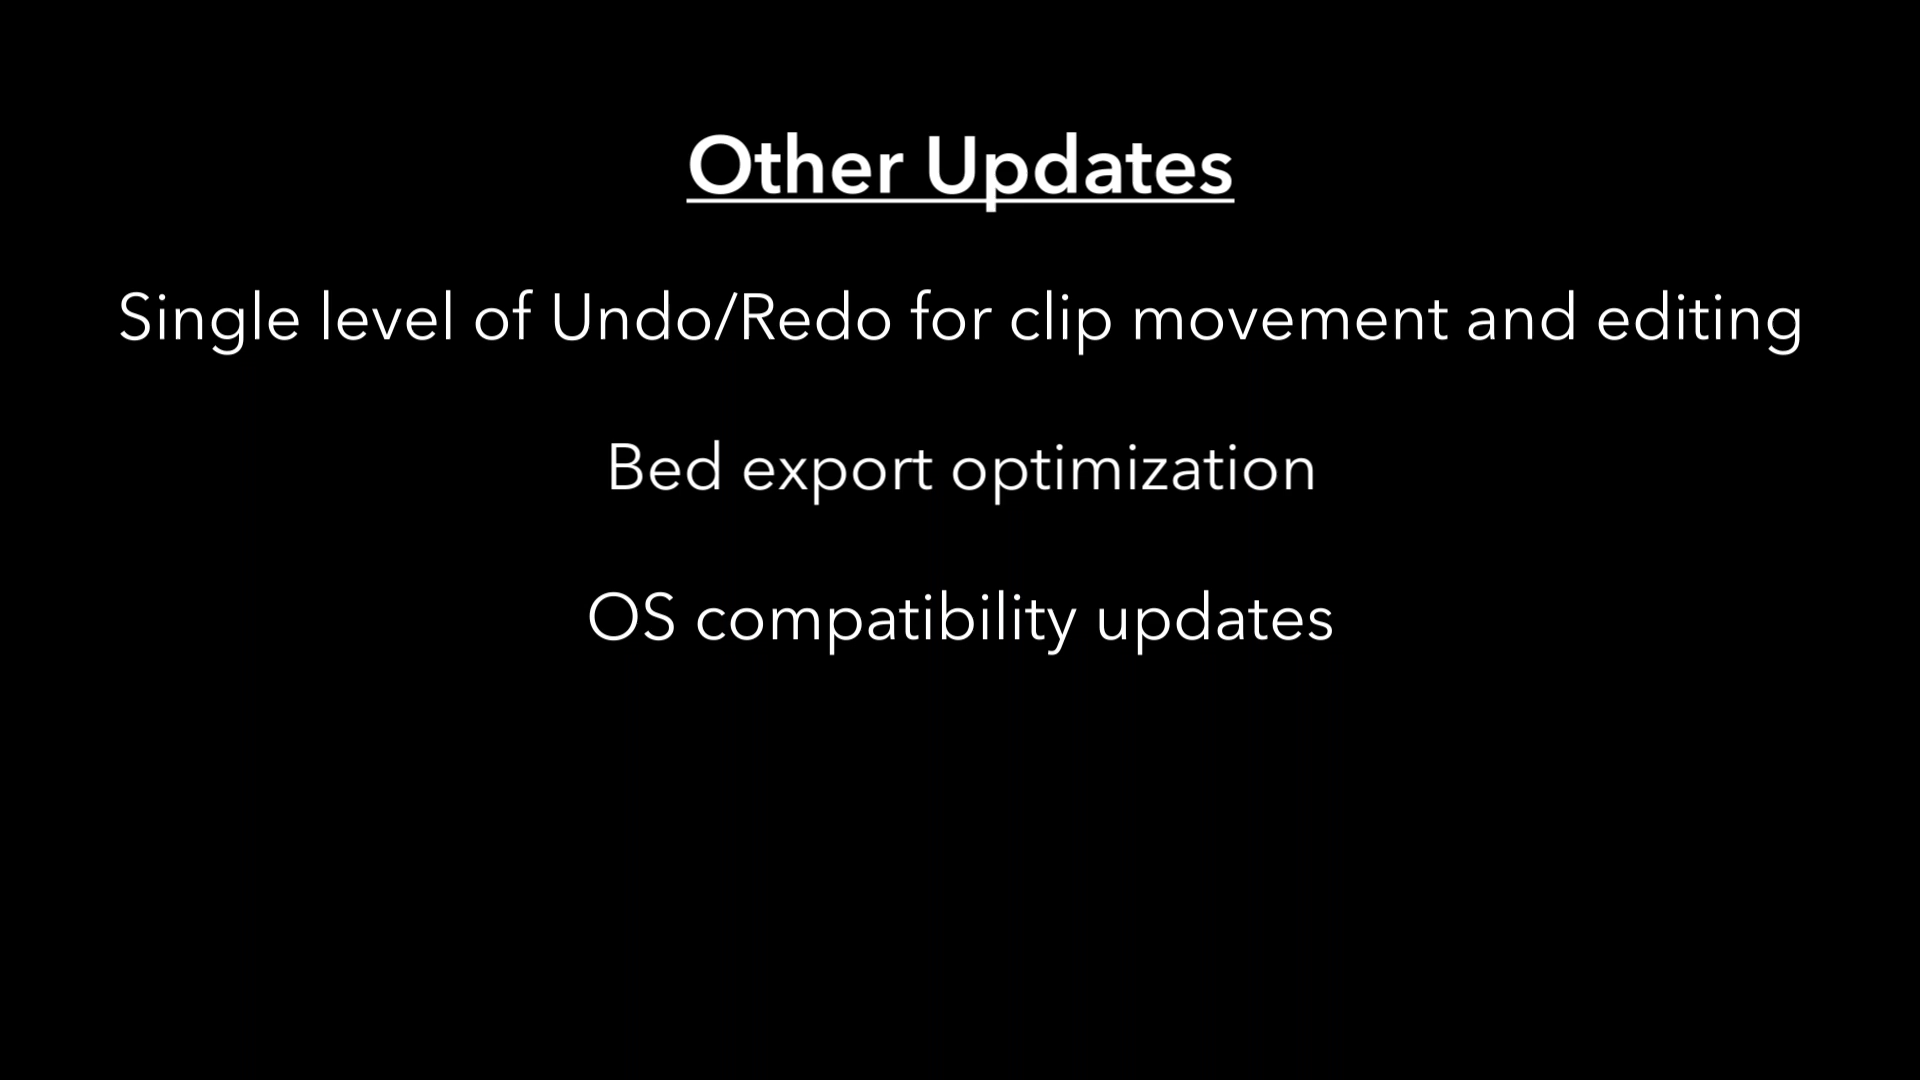 Other Updates
Single level of Undo/Redo for clip movement and editing
Bed export optimization
OS compatibility updates